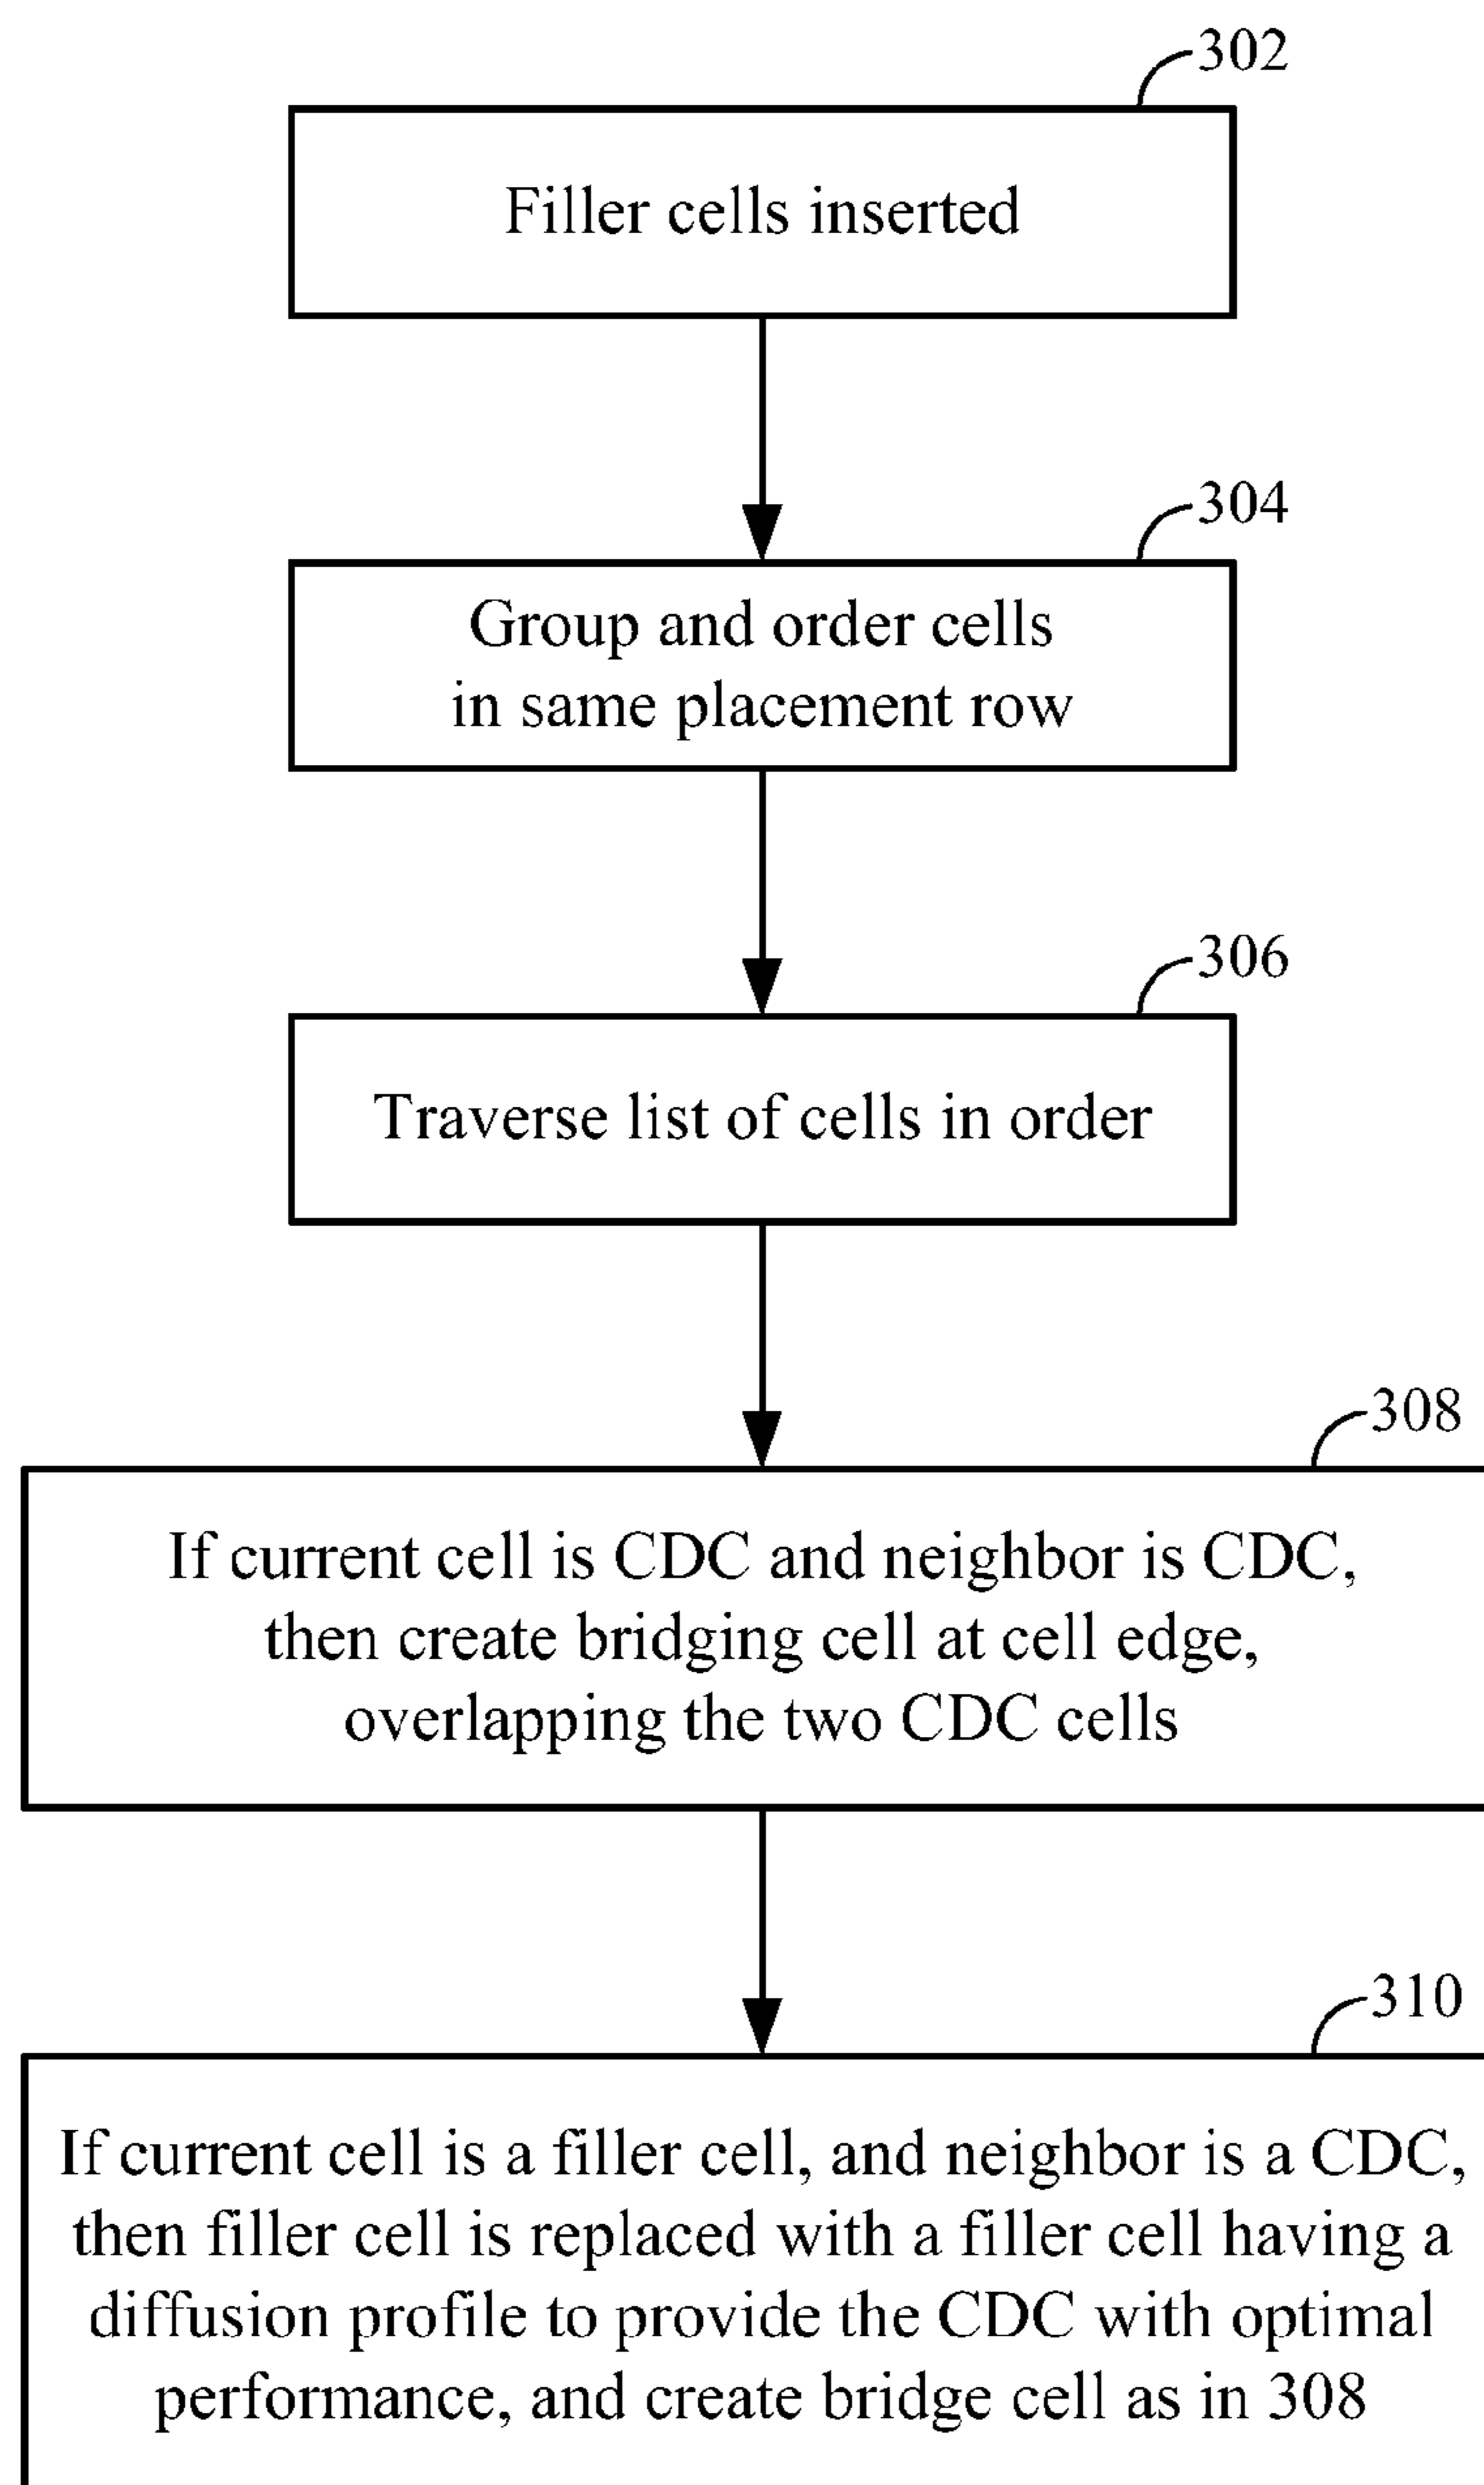 302
Filler cells inserted
304
Group and order cells
in same placement row
306
Traverse list of cells in order
308
If current cell is CDC and neighbor is CDC,
then create bridging cell at cell edge,
overlapping the two CDC cells
310
If current cell is a filler cell, and neighbor is a CDC,
then filler cell is replaced with a filler cell having a
diffusion profile to provide the CDC with optimal
performance, and create bridge cell as in 308